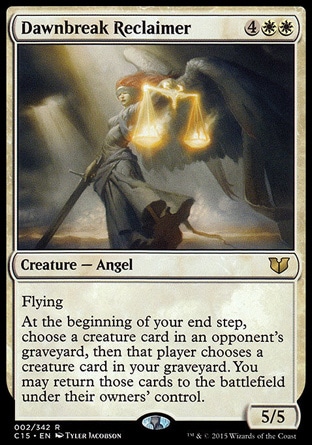 Dawnbreak Reclaimer 4
Creature — Angel
Flying
At the beginning of your end step,
choose a creature card in an opponent's
graveyard, then that player chooses a
creature card in your graveyard. You
may return those cards to the battlefield
under their owners' control.
5/5
002/342 R
C15 • EN Tyler Jacobson
™ & © 2015 Wizards of the Coast